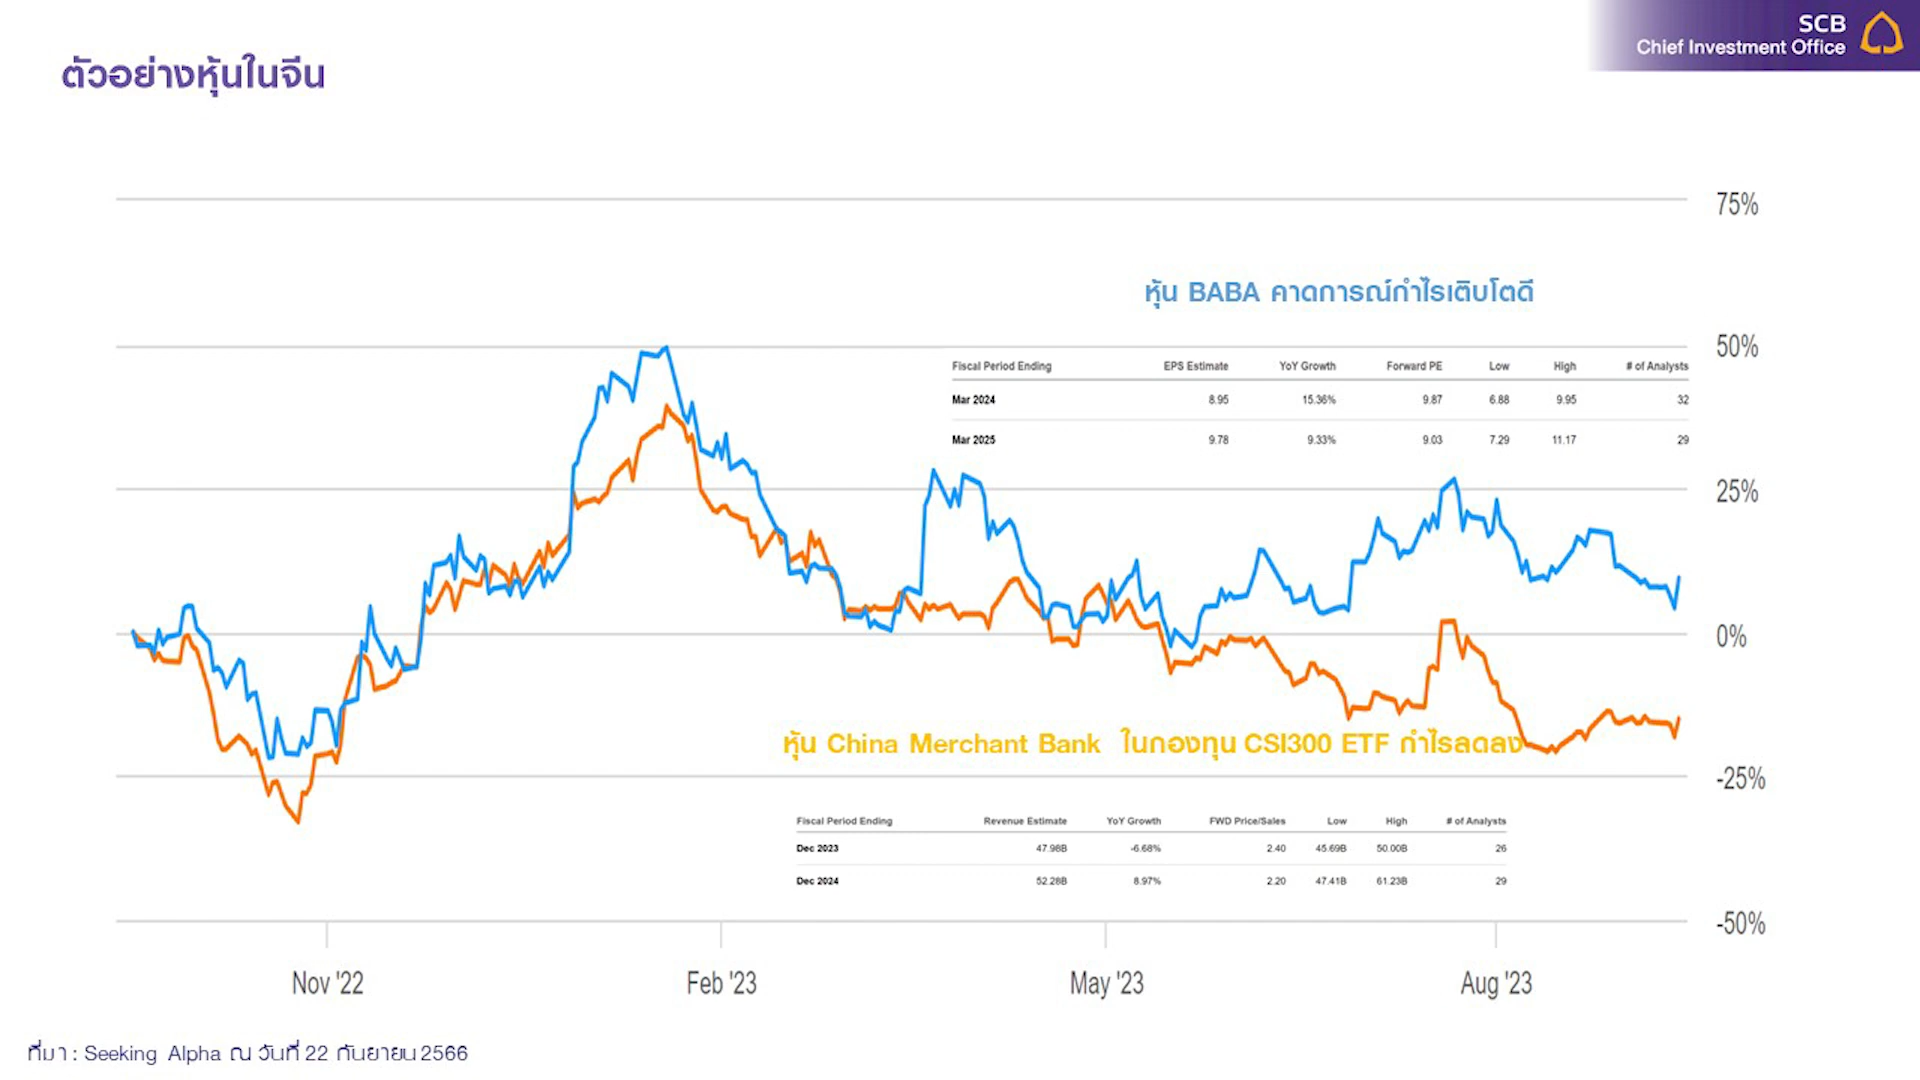 SCB
Chief Investment Office
ตัวอย่างหุ้นในจีน
75%
หุ้น BABA คาดการณ์กำไรเติบโตดี
50%
Fiscal Period Ending EPS Estimate YoY Growth Forward PE Low High # of Analysts
Mar 2024 8.95 15.36% 9.87 6.88 9.95 32
Mar 2025 9.78 9.33% 9.03 7.29 11.17 29
25%
0%
หุ้น China Merchant Bank ในกองทุน CSI300 ETF กำไรลดลง
-25%
Fiscal Period Ending Revenue Estimate YoY Growth FWD Price/Sales Low High # of Analysts
Dec 2023 47.98B -6.68% 2.40 45.69B 50.00B 26
Dec 2024 52.28B 8.97% 2.20 47.41B 61.23B 29
-50%
Nov '22 Feb '23 May '23 Aug '23
ที่มา : Seeking Alpha ณ วันที่ 22 กันยายน 2566